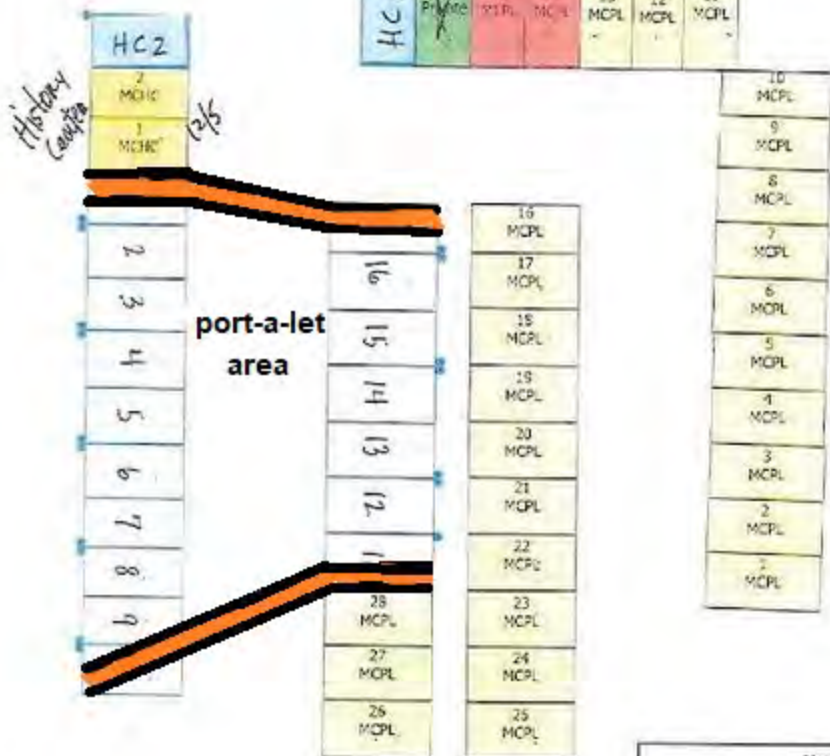 HC2
HC
MCPL
MCPL
12
MCPL
MCPL
History
Center
2
MCHC
1
MCHC
12/5
2
3
4
5
6
7
8
9
port-a-let
area
16
15
14
13
12
28
MCPL
27
MCPL
26
MCPL
16
MCPL
17
MCPL
18
MCPL
19
MCPL
20
MCPL
21
MCPL
22
MCPL
23
MCPL
24
MCPL
25
MCPL
10
MCPL
9
MCPL
8
MCPL
7
MCPL
6
MCPL
5
MCPL
4
MCPL
3
MCPL
2
MCPL
1
MCPL